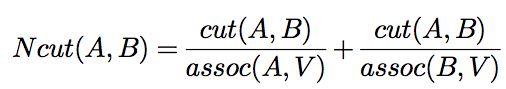 Ncut(A, B) = cut(A, B) / assoc(A, V) + cut(A, B) / assoc(B, V)